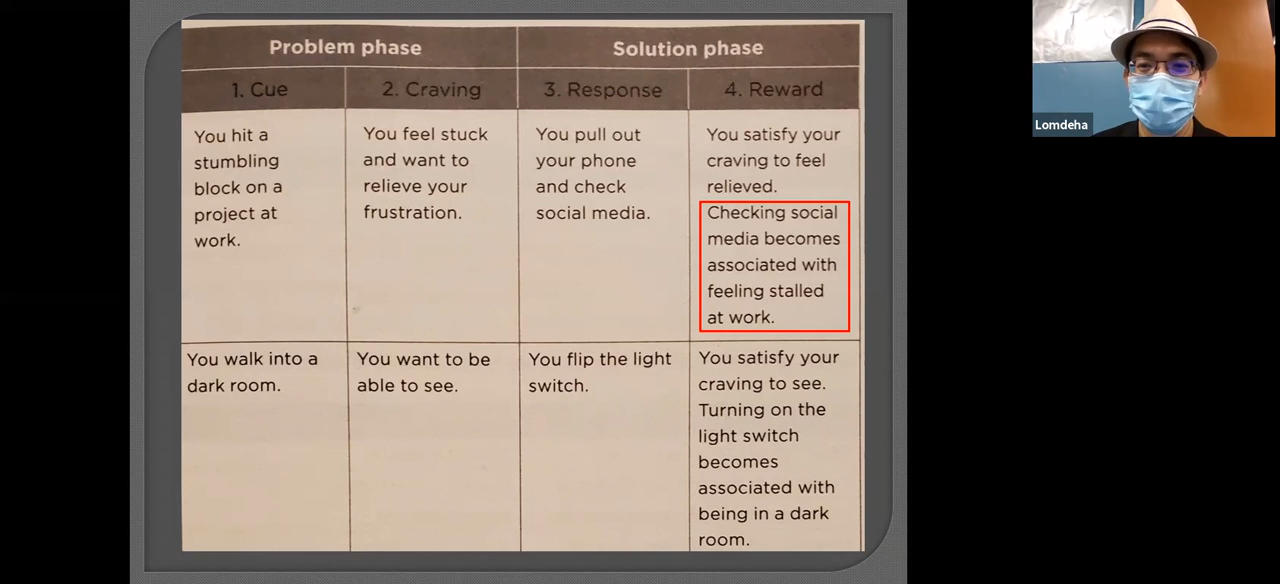 Problem phase
Solution phase
1. Cue
2. Craving
3. Response
4. Reward
You hit a
stumbling
block on a
project at
work.
You feel stuck
and want to
relieve your
frustration.
You pull out
your phone
and check
social media.
You satisfy your
craving to feel
relieved.
Checking social
media becomes
associated with
feeling stalled
at work.
You walk into a
dark room.
You want to be
able to see.
You flip the light
switch.
You satisfy your
craving to see.
Turning on the
light switch
becomes
associated with
being in a dark
room.
Lomdeha